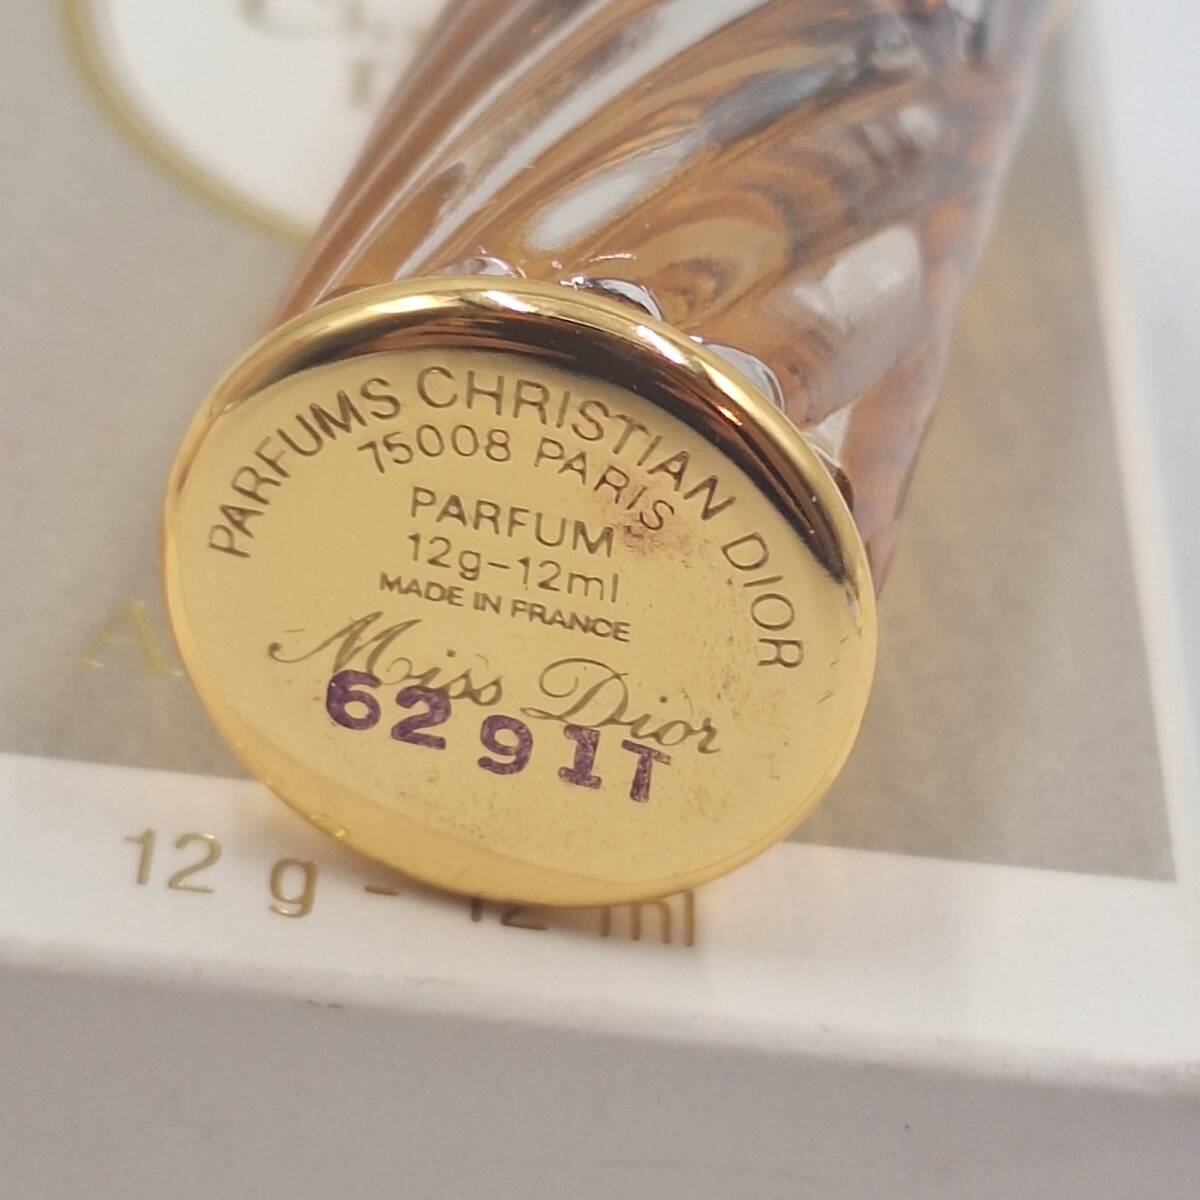 PARFUMS CHRISTIAN DIOR
75008 PARIS
PARFUM
12g-12ml
MADE IN FRANCE
Miss Dior
6291T
12 g - 12 ml